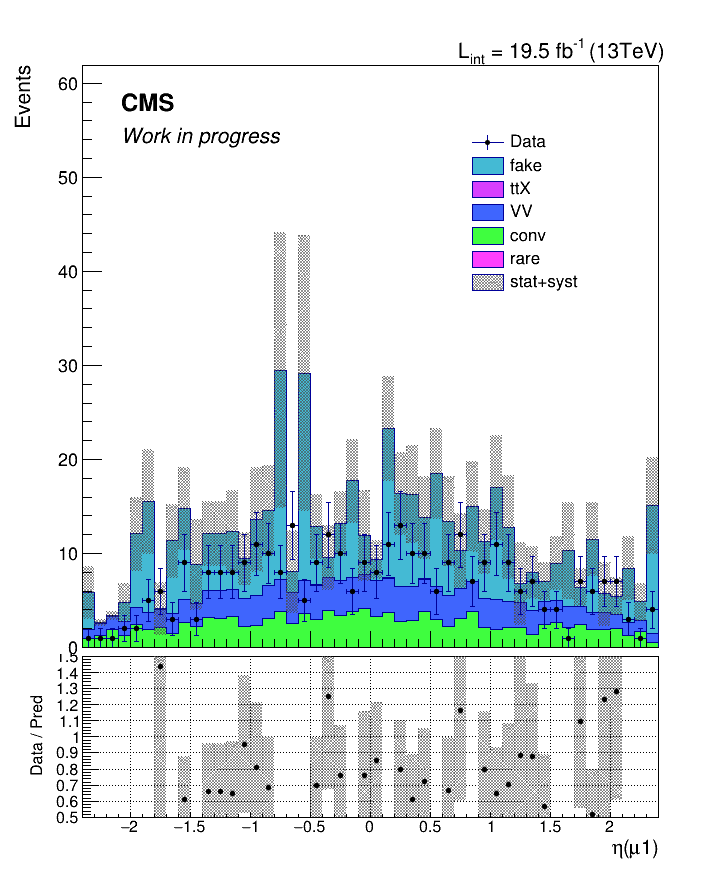 L_int = 19.5 fb^-1 (13TeV)
Events
CMS
Work in progress
Data
fake
ttX
VV
conv
rare
stat+syst
60
50
40
30
20
10
0
Data / Pred
1.5
1.4
1.3
1.2
1.1
1
0.9
0.8
0.7
0.6
0.5
−2 −1.5 −1 −0.5 0 0.5 1 1.5 2
η(μ1)